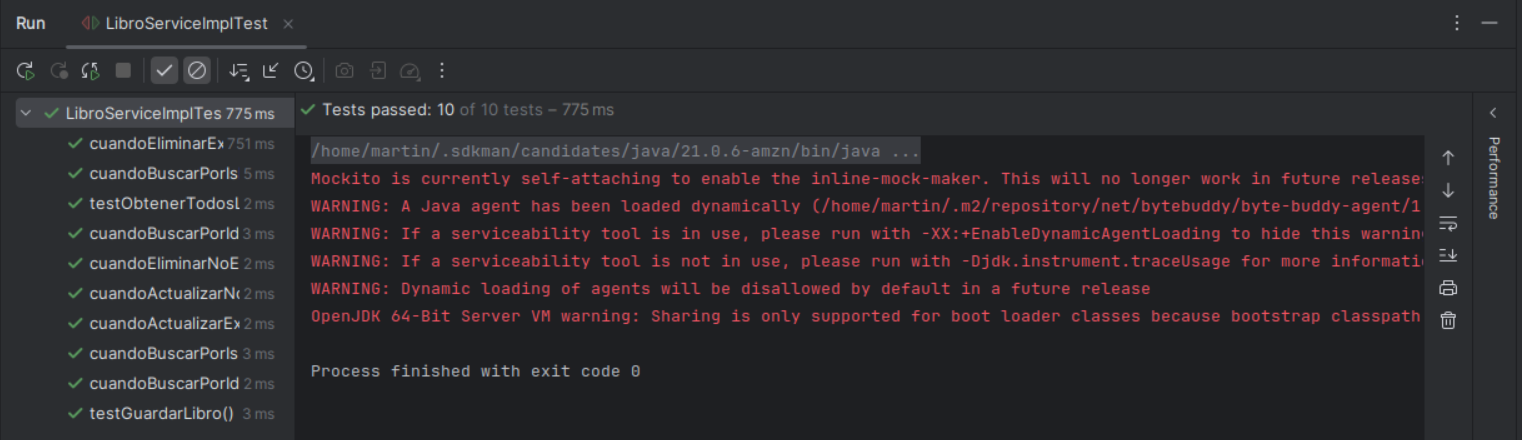 Run LibroServiceImplTest
LibroServiceImplTes 775 ms
Tests passed: 10 of 10 tests – 775 ms
cuandoEliminarEx 751 ms
cuandoBuscarPorIs 5 ms
testObtenerTodosL 2 ms
cuandoBuscarPorId 3 ms
cuandoEliminarNoE 2 ms
cuandoActualizarNo 2 ms
cuandoActualizarEx 2 ms
cuandoBuscarPorIs 3 ms
cuandoBuscarPorId 2 ms
testGuardarLibro() 3 ms
/home/martin/.sdkman/candidates/java/21.0.6-amzn/bin/java ...
Mockito is currently self-attaching to enable the inline-mock-maker. This will no longer work in future releases
WARNING: A Java agent has been loaded dynamically (/home/martin/.m2/repository/net/bytebuddy/byte-buddy-agent/1
WARNING: If a serviceability tool is in use, please run with -XX:+EnableDynamicAgentLoading to hide this warnin
WARNING: If a serviceability tool is not in use, please run with -Djdk.instrument.traceUsage for more informati
WARNING: Dynamic loading of agents will be disallowed by default in a future release
OpenJDK 64-Bit Server VM warning: Sharing is only supported for boot loader classes because bootstrap classpath
Process finished with exit code 0
Performance